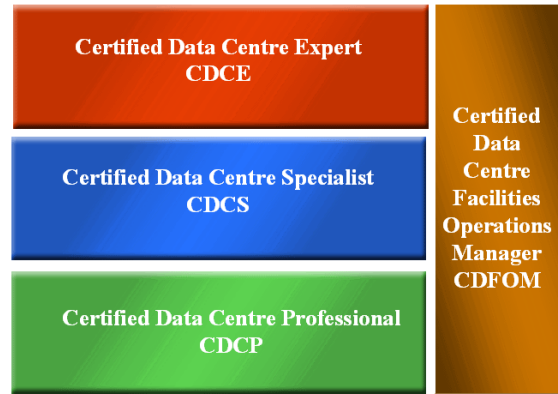 Certified Data Centre Expert
CDCE
Certified Data Centre Specialist
CDCS
Certified Data Centre Professional
CDCP
Certified
Data
Centre
Facilities
Operations
Manager
CDFOM